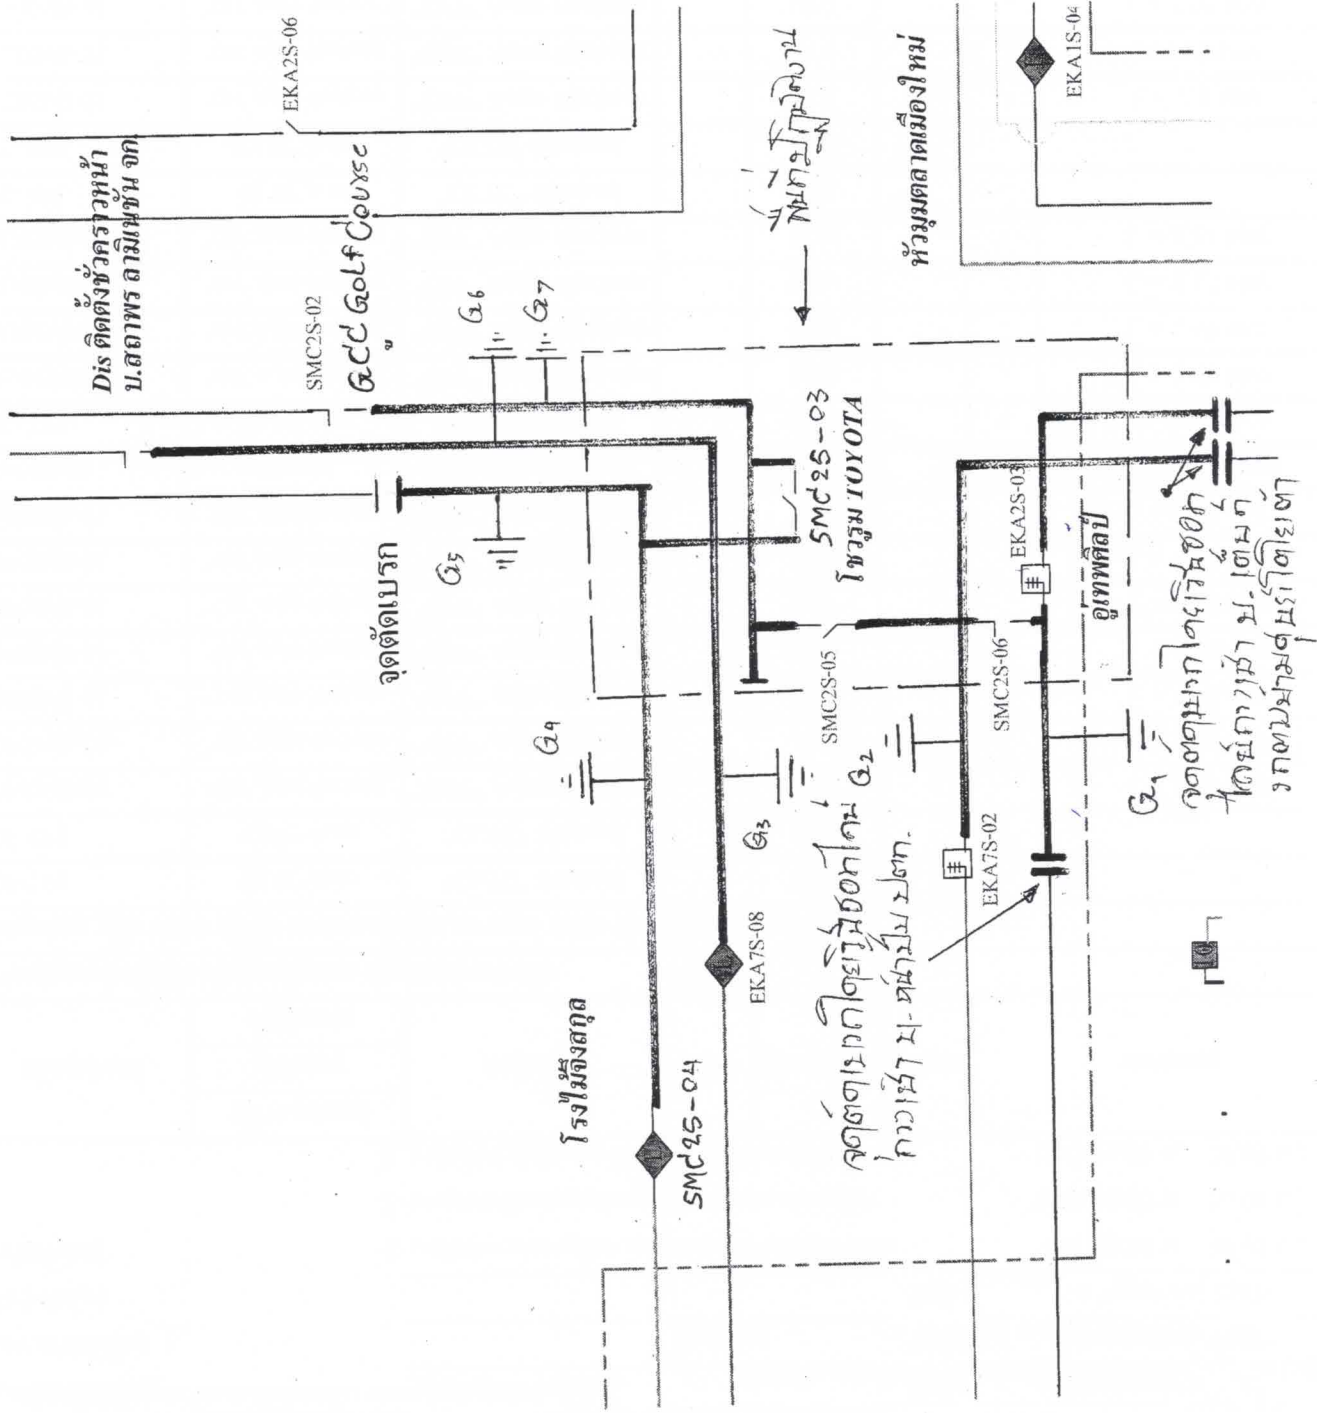 Dis ติดตั้งชั่วคราวหน้า
บ.สถาพร ลามิเนชั่น จก
EKA2S-06
SMC2S-02
GCC GOLF COURSE
G6
G7
พื้นที่ปฏิบัติงาน
หัวมุมตลาดเมืองใหม่
EKA1S-04
จุดตัดเบรก
G5
SMC2S-03
โชว์รูม TOYOTA
EKA2S-03
อู่เทพศิลป์
G4
SMC2S-05
SMC2S-06
G3
G2
G1
EKA7S-08
EKA7S-02
โรงไม้จึงสกุล
SMC2S-04